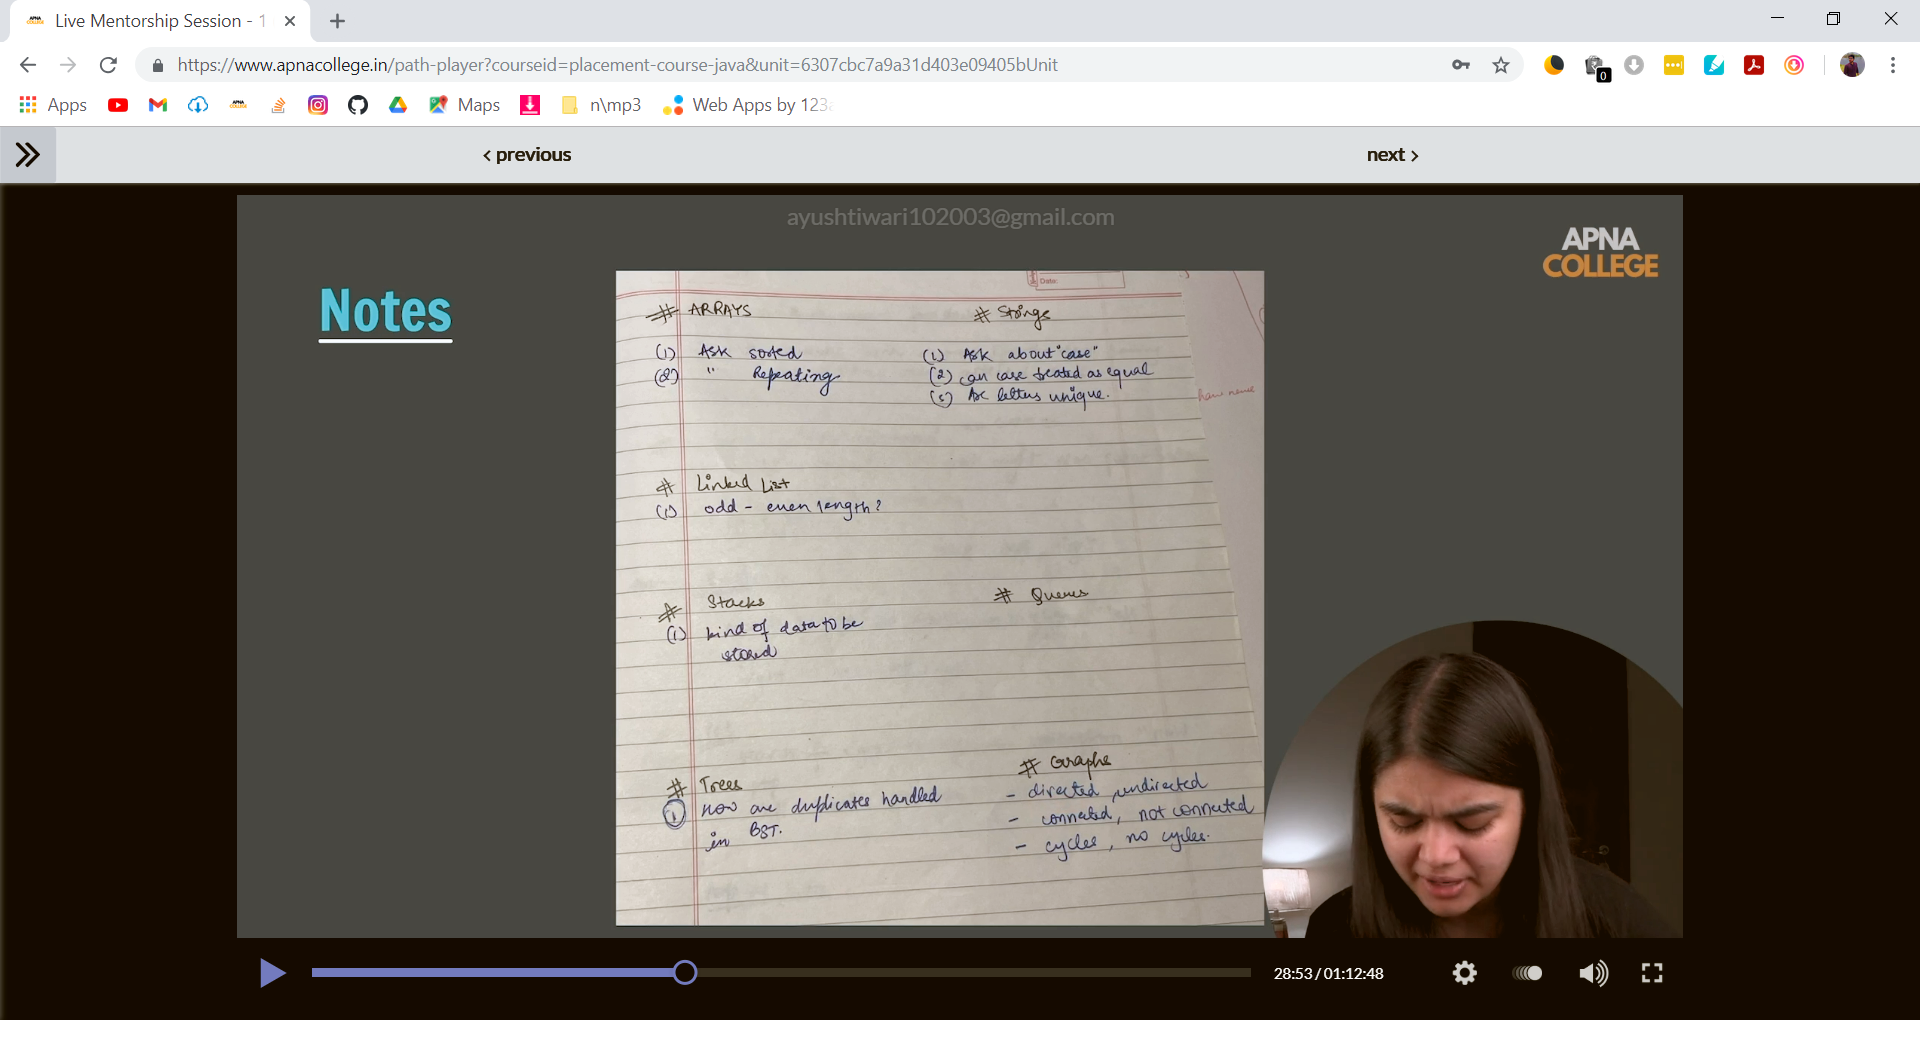 Live Mentorship Session - 1
https://www.apnacollege.in/path-player?courseid=placement-course-java&unit=6307cbc7a9a31d403e09405bUnit
0
Apps
APNA COLLEGE
Maps
n\mp3
Web Apps by 123
< previous
next >
ayushtiwari102003@gmail.com
APNA
COLLEGE
Notes
Date:
# ARRAYS
(1) Ask sorted
(2) " Repeating
# Strings
(1) Ask about "case"
(2) can case treated as equal
(3) Are letters unique.
# Linked List
(1) odd - even length?
# Stacks
(1) kind of data to be
stored
# Queues
# Trees
(1) How are duplicates handled
in BST.
# Graphs
- directed, undirected
- connected, not connected
- cycles, no cycles.
28:53 / 01:12:48